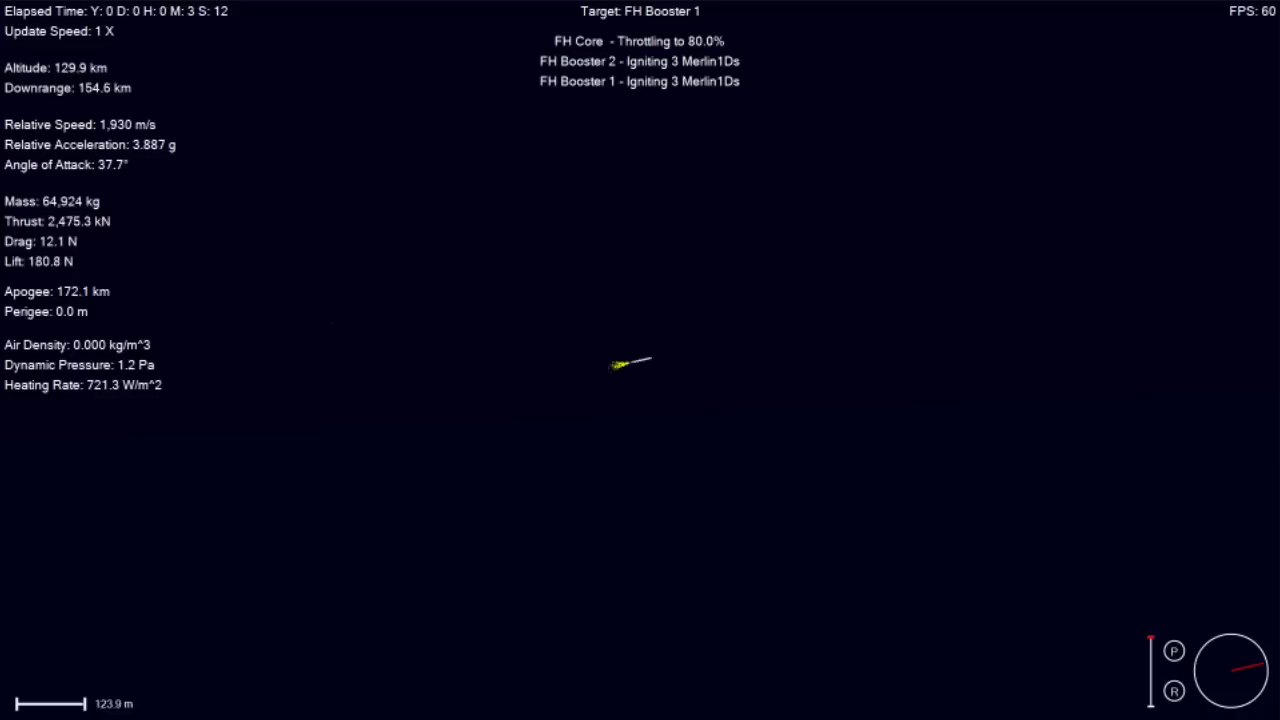 Elapsed Time: Y: 0 D: 0 H: 0 M: 3 S: 12
Update Speed: 1 X
Altitude: 129.9 km
Downrange: 154.6 km
Relative Speed: 1,930 m/s
Relative Acceleration: 3.887 g
Angle of Attack: 37.7°
Mass: 64,924 kg
Thrust: 2,475.3 kN
Drag: 12.1 N
Lift: 180.8 N
Apogee: 172.1 km
Perigee: 0.0 m
Air Density: 0.000 kg/m^3
Dynamic Pressure: 1.2 Pa
Heating Rate: 721.3 W/m^2
Target: FH Booster 1
FH Core - Throttling to 80.0%
FH Booster 2 - Igniting 3 Merlin1Ds
FH Booster 1 - Igniting 3 Merlin1Ds
FPS: 60
P
R
123.9 m